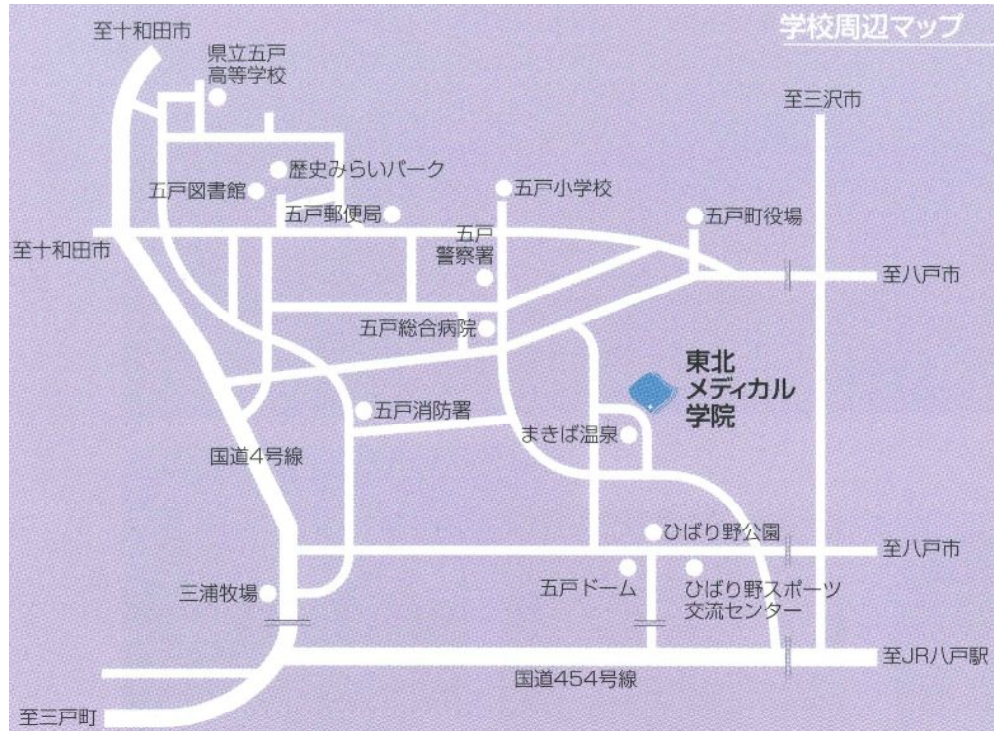 学校周辺マップ
至十和田市
県立五戸
高等学校
至三沢市
歴史みらいパーク
五戸図書館
五戸小学校
五戸郵便局
五戸町役場
五戸
警察署
至十和田市
至八戸市
五戸総合病院
東北
メディカル
学院
五戸消防署
まきば温泉
国道4号線
ひばり野公園
至八戸市
三浦牧場
五戸ドーム
ひばり野スポーツ
交流センター
至JR八戸駅
国道454号線
至三戸町